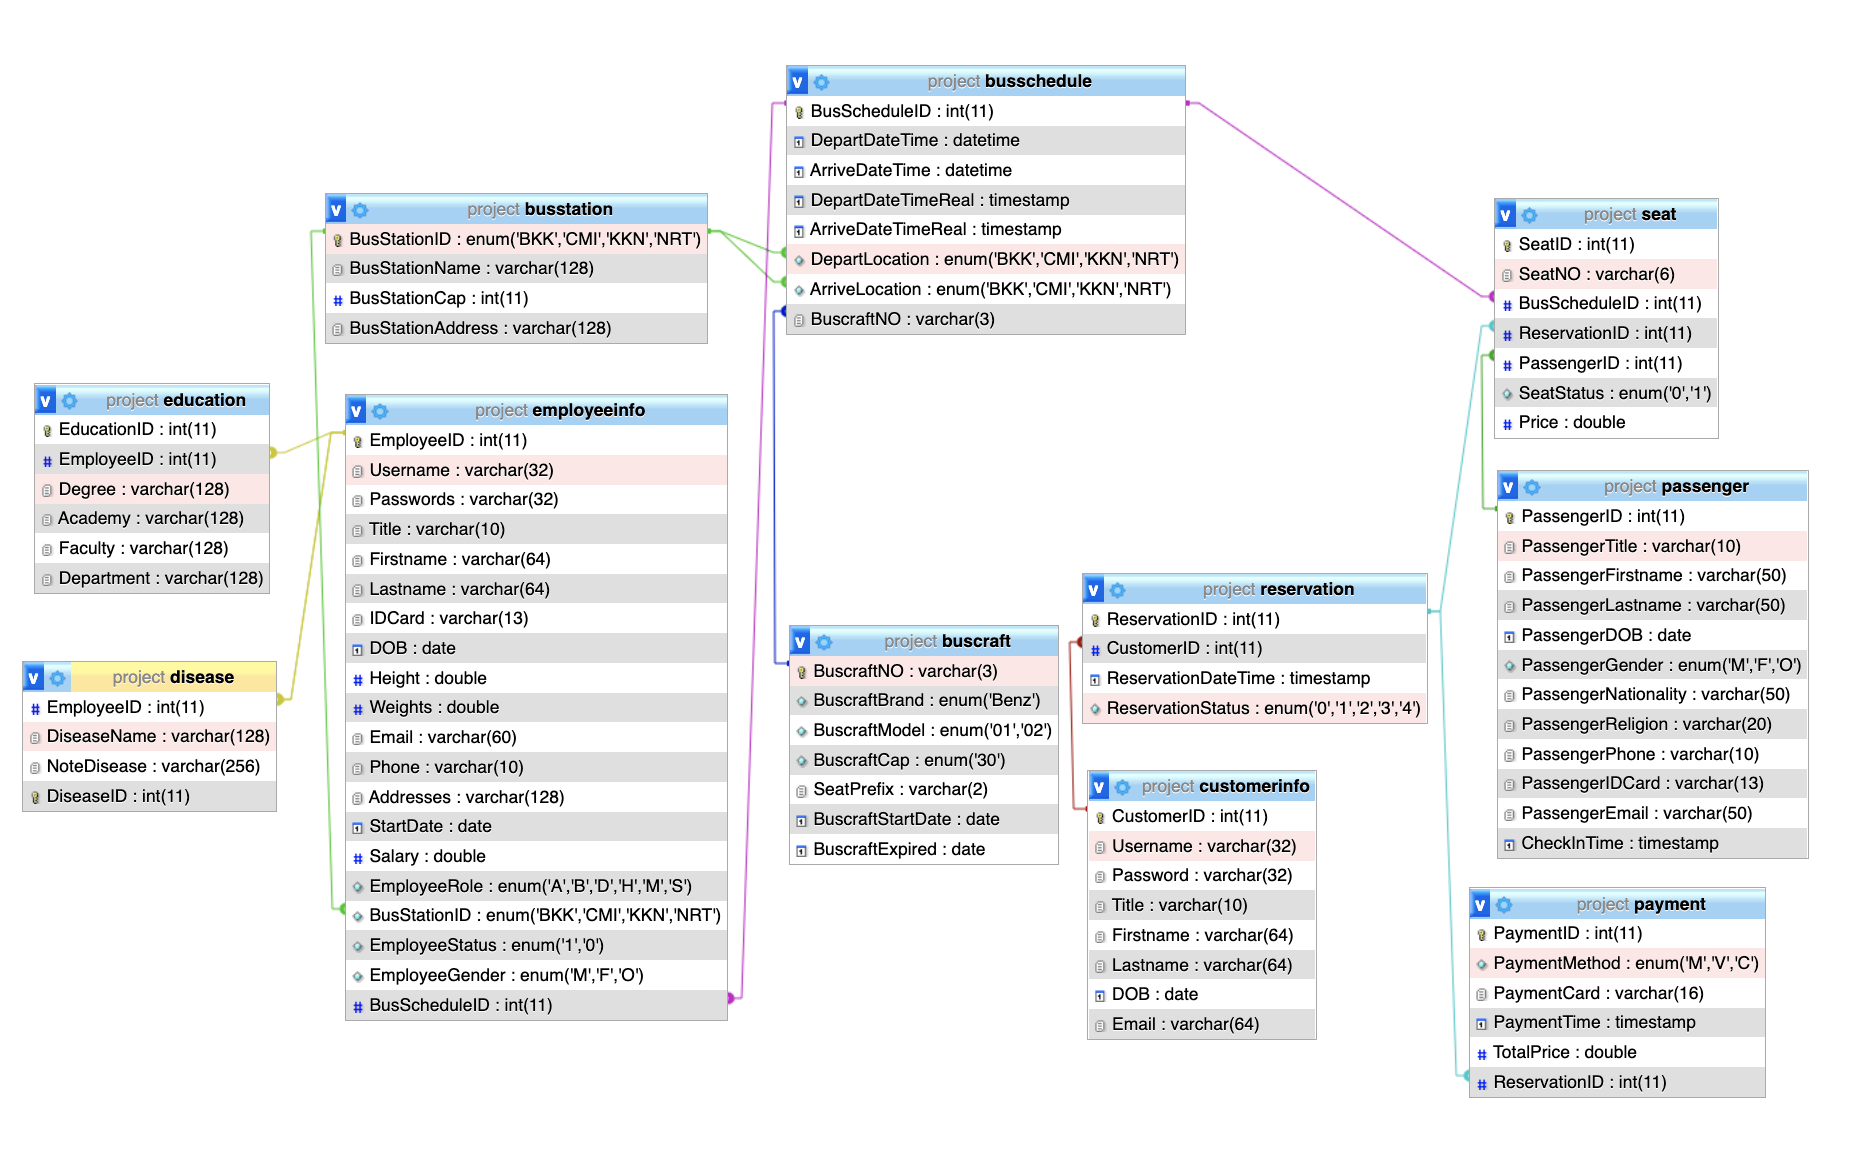 project busschedule
BusScheduleID : int(11)
DepartDateTime : datetime
ArriveDateTime : datetime
DepartDateTimeReal : timestamp
ArriveDateTimeReal : timestamp
DepartLocation : enum('BKK','CMI','KKN','NRT')
ArriveLocation : enum('BKK','CMI','KKN','NRT')
BuscraftNO : varchar(3)
project busstation
BusStationID : enum('BKK','CMI','KKN','NRT')
BusStationName : varchar(128)
BusStationCap : int(11)
BusStationAddress : varchar(128)
project seat
SeatID : int(11)
SeatNO : varchar(6)
BusScheduleID : int(11)
ReservationID : int(11)
PassengerID : int(11)
SeatStatus : enum('0','1')
Price : double
project education
EducationID : int(11)
EmployeeID : int(11)
Degree : varchar(128)
Academy : varchar(128)
Faculty : varchar(128)
Department : varchar(128)
project employeeinfo
EmployeeID : int(11)
Username : varchar(32)
Passwords : varchar(32)
Title : varchar(10)
Firstname : varchar(64)
Lastname : varchar(64)
IDCard : varchar(13)
DOB : date
Height : double
Weights : double
Email : varchar(60)
Phone : varchar(10)
Addresses : varchar(128)
StartDate : date
Salary : double
EmployeeRole : enum('A','B','D','H','M','S')
BusStationID : enum('BKK','CMI','KKN','NRT')
EmployeeStatus : enum('1','0')
EmployeeGender : enum('M','F','O')
BusScheduleID : int(11)
project disease
EmployeeID : int(11)
DiseaseName : varchar(128)
NoteDisease : varchar(256)
DiseaseID : int(11)
project buscraft
BuscraftNO : varchar(3)
BuscraftBrand : enum('Benz')
BuscraftModel : enum('01','02')
BuscraftCap : enum('30')
SeatPrefix : varchar(2)
BuscraftStartDate : date
BuscraftExpired : date
project reservation
ReservationID : int(11)
CustomerID : int(11)
ReservationDateTime : timestamp
ReservationStatus : enum('0','1','2','3','4')
project customerinfo
CustomerID : int(11)
Username : varchar(32)
Password : varchar(32)
Title : varchar(10)
Firstname : varchar(64)
Lastname : varchar(64)
DOB : date
Email : varchar(64)
project passenger
PassengerID : int(11)
PassengerTitle : varchar(10)
PassengerFirstname : varchar(50)
PassengerLastname : varchar(50)
PassengerDOB : date
PassengerGender : enum('M','F','O')
PassengerNationality : varchar(50)
PassengerReligion : varchar(20)
PassengerPhone : varchar(10)
PassengerIDCard : varchar(13)
PassengerEmail : varchar(50)
CheckInTime : timestamp
project payment
PaymentID : int(11)
PaymentMethod : enum('M','V','C')
PaymentCard : varchar(16)
PaymentTime : timestamp
TotalPrice : double
ReservationID : int(11)